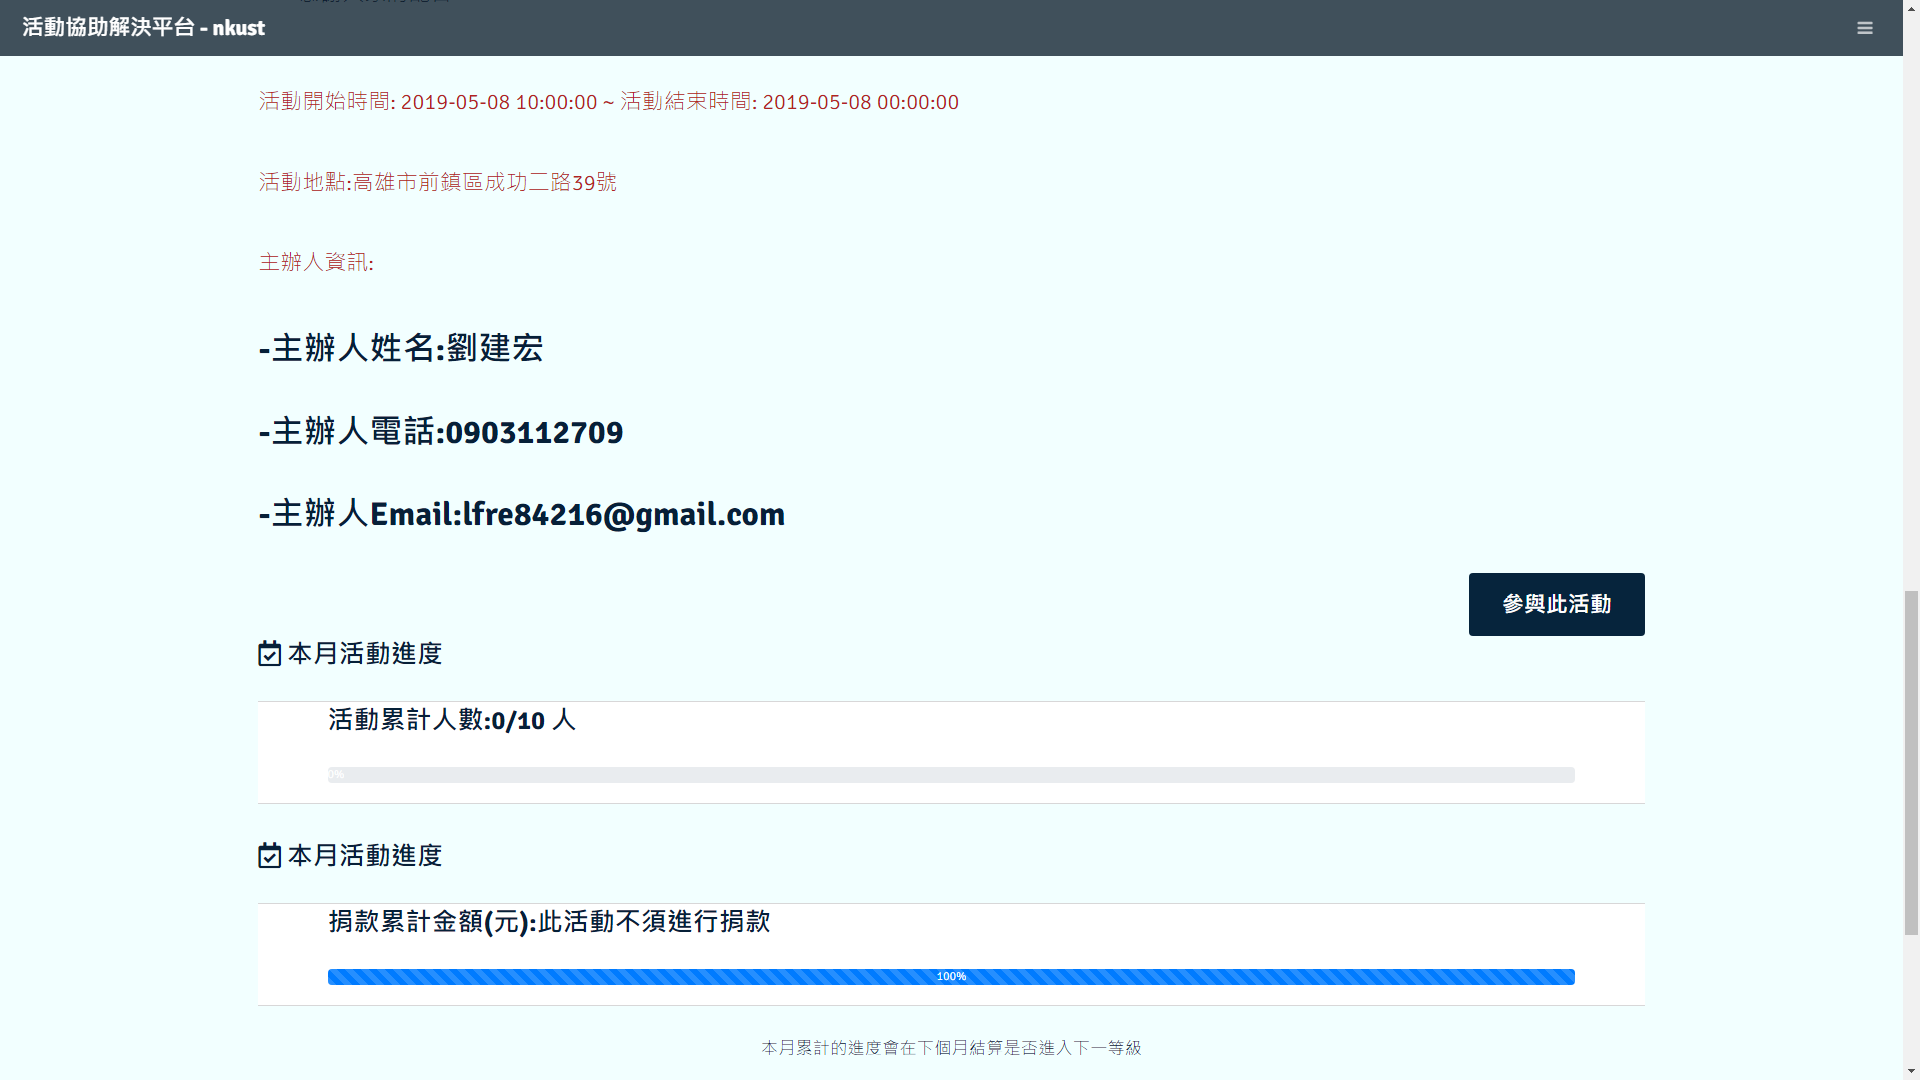 活動協助解決平台 - nkust
活動開始時間: 2019-05-08 10:00:00 ~ 活動結束時間: 2019-05-08 00:00:00
活動地點:高雄市前鎮區成功二路39號
主辦人資訊:
-主辦人姓名:劉建宏
-主辦人電話:0903112709
-主辦人Email:lfre84216@gmail.com
參與此活動
本月活動進度
活動累計人數:0/10 人
0%
本月活動進度
捐款累計金額(元):此活動不須進行捐款
100%
本月累計的進度會在下個月結算是否進入下一等級